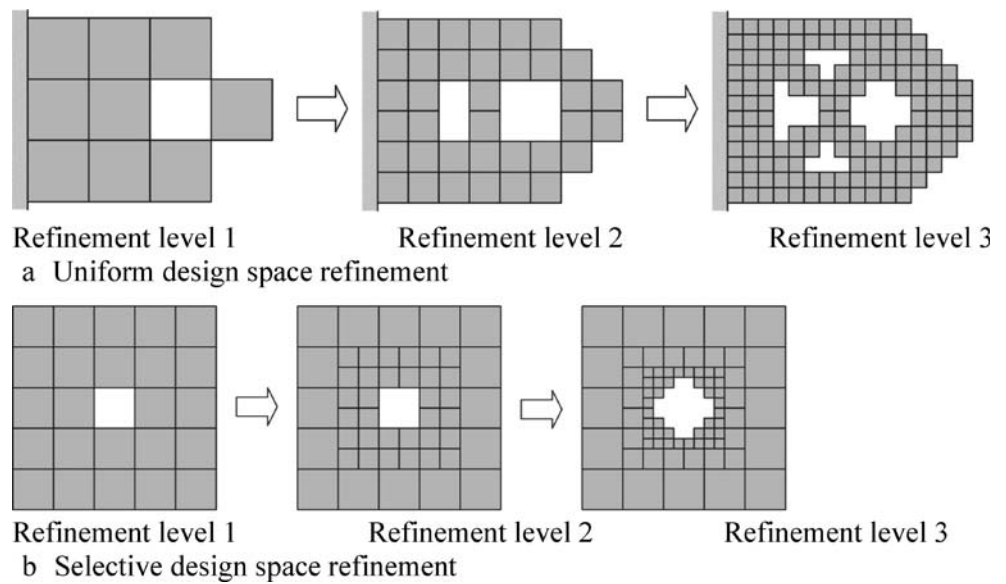 Refinement level 1 Refinement level 2 Refinement level 3
a Uniform design space refinement
Refinement level 1 Refinement level 2 Refinement level 3
b Selective design space refinement